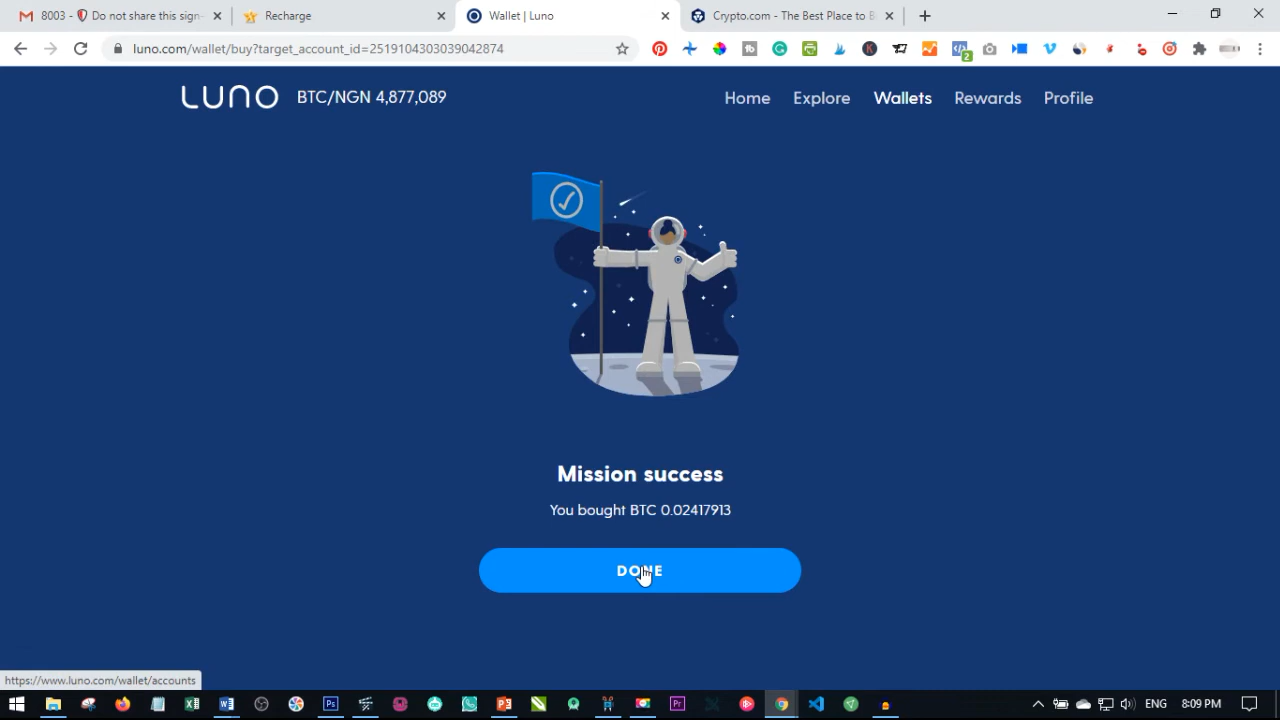 8003 - Do not share this sign-
Recharge
Wallet | Luno
Crypto.com - The Best Place to B
luno.com/wallet/buy?target_account_id=2519104303039042874
2
LUNO
BTC/NGN 4,877,089
Home Explore Wallets Rewards Profile
Mission success
You bought BTC 0.02417913
DONE
https://www.luno.com/wallet/accounts
ENG
8:09 PM